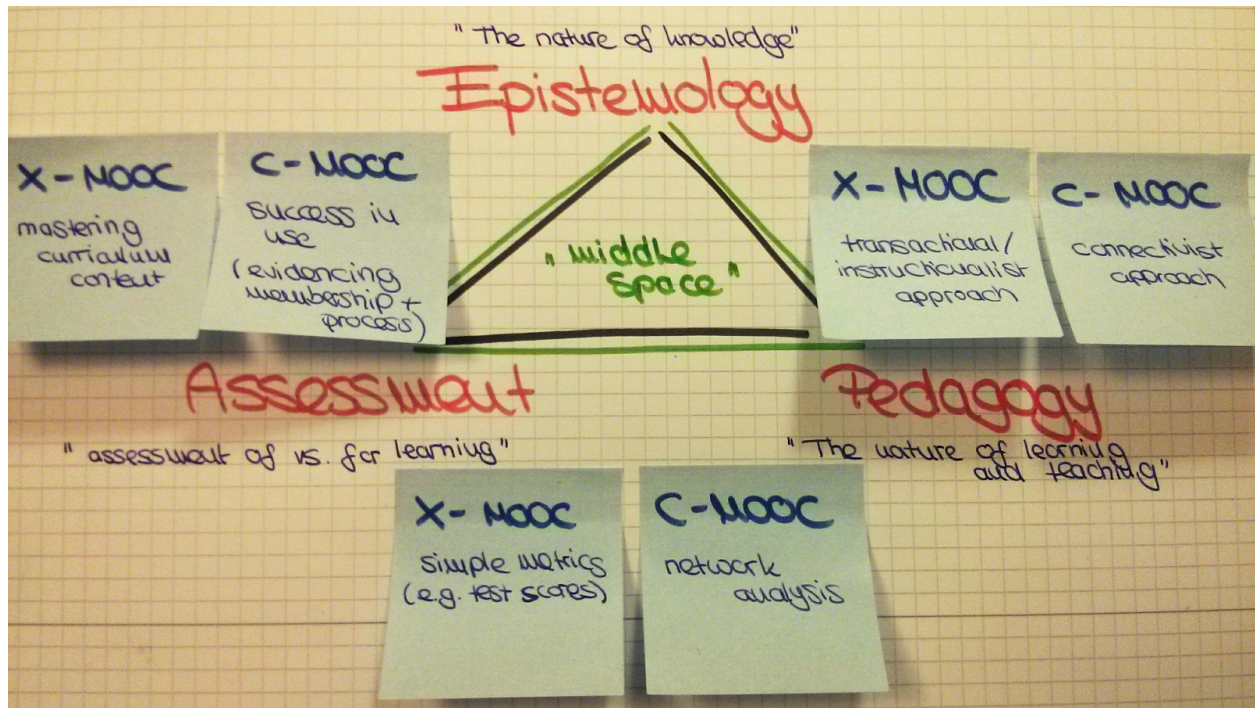 "The nature of knowledge"
Epistemology
X-MOOC
mastering
curriculum
content
C-MOOC
success in
use
(evidencing
membership +
process)
"middle
space"
X-MOOC
transactional/
instructionalist
approach
C-MOOC
connectivist
approach
Assessment
"assessment of vs. for learning"
Pedagogy
"The nature of learning
and teaching"
X-MOOC
simple metrics
(e.g. test scores)
C-MOOC
network
analysis